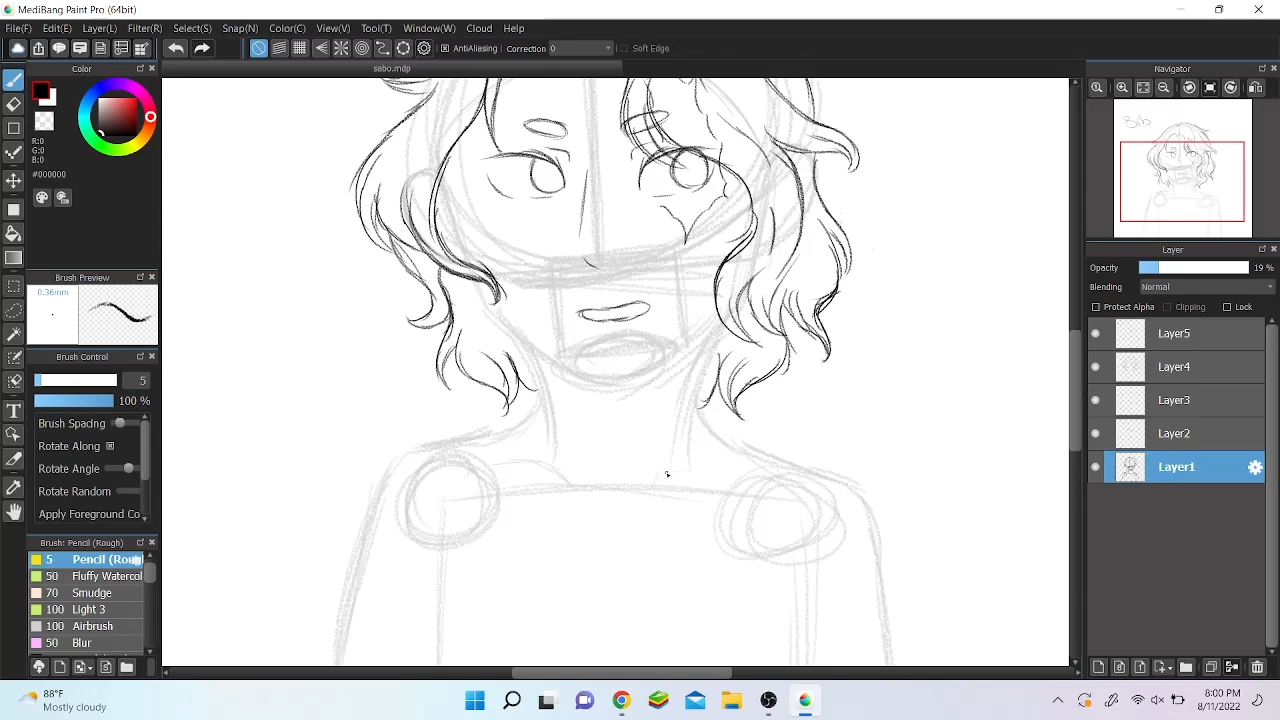 MediBang Paint Pro (64bit)
File(F) Edit(E) Layer(L) Filter(R) Select(S) Snap(N) Color(C) View(V) Tool(T) Window(W) Cloud Help
AntiAliasing Correction 0 Soft Edge
Color
sabo.mdp
Navigator
R:0
G:0
B:0
#000000
Brush Preview
0.36mm
Brush Control
5
100 %
Brush Spacing
Rotate Along
Rotate Angle
Rotate Random
Apply Foreground Co
Brush: Pencil (Rough)
5 Pencil (Rou
50 Fluffy Watercol
70 Smudge
100 Light 3
100 Airbrush
50 Blur
Layer
Opacity 19 %
Blending Normal
Protect Alpha Clipping Lock
Layer5
Layer4
Layer3
Layer2
Layer1
88°F
Mostly cloudy
8:00 PM
8/11/2022